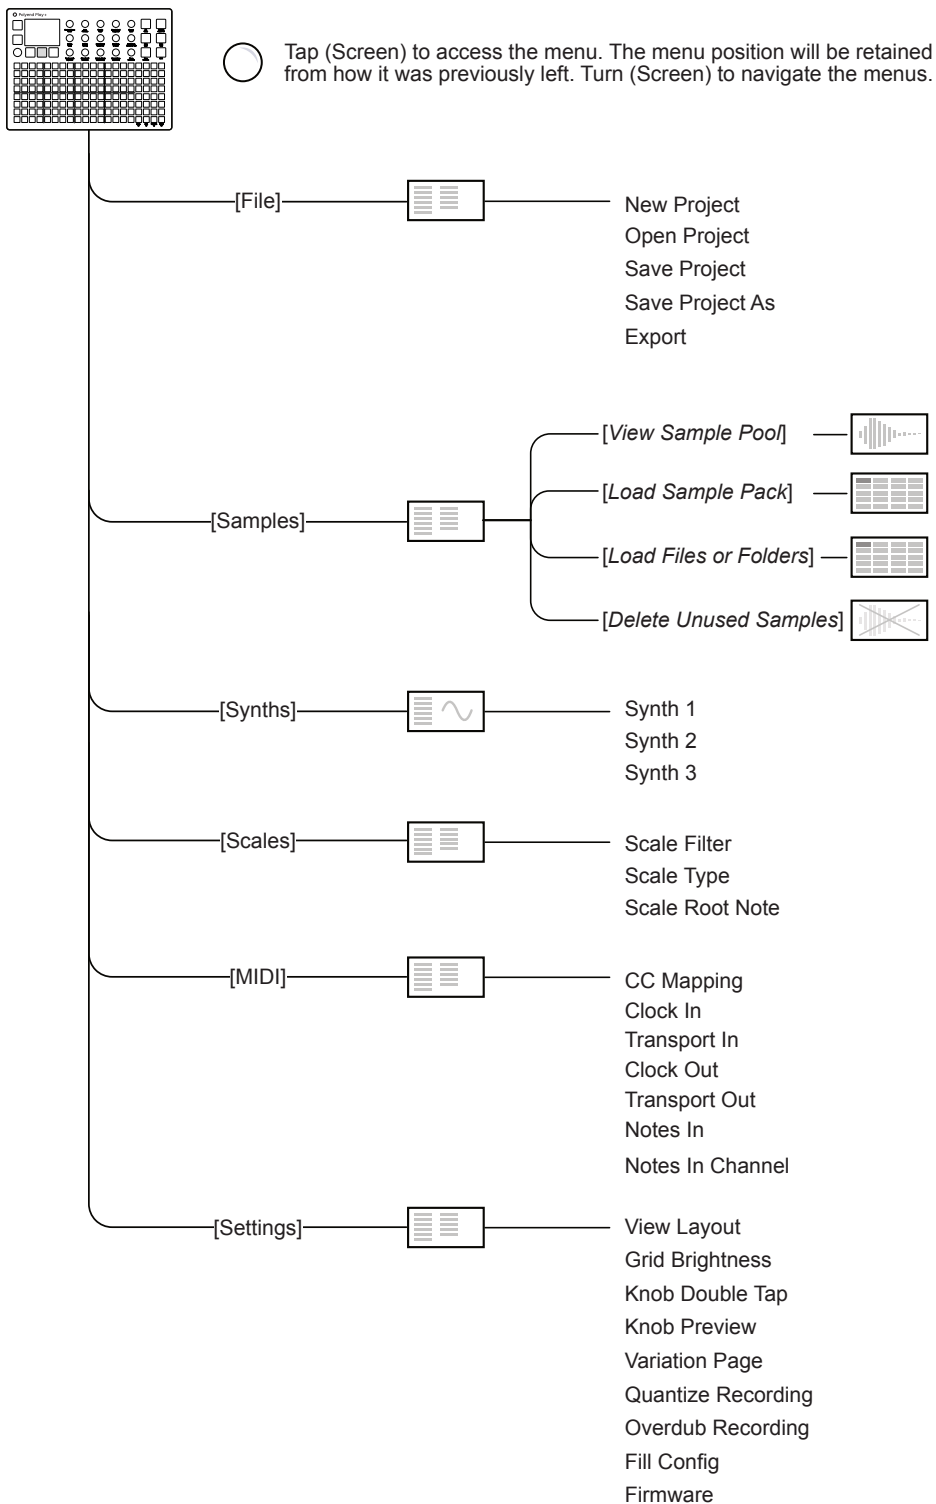 Polyend Play+
Tap (Screen) to access the menu. The menu position will be retained
from how it was previously left. Turn (Screen) to navigate the menus.
[File]
New Project
Open Project
Save Project
Save Project As
Export
[Samples]
[View Sample Pool]
[Load Sample Pack]
[Load Files or Folders]
[Delete Unused Samples]
[Synths]
Synth 1
Synth 2
Synth 3
[Scales]
Scale Filter
Scale Type
Scale Root Note
[MIDI]
CC Mapping
Clock In
Transport In
Clock Out
Transport Out
Notes In
Notes In Channel
[Settings]
View Layout
Grid Brightness
Knob Double Tap
Knob Preview
Variation Page
Quantize Recording
Overdub Recording
Fill Config
Firmware